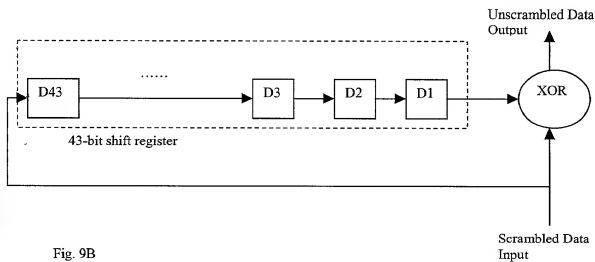 Unscrambled Data
Output
......
D43
D3
D2
D1
XOR
43-bit shift register
Scrambled Data
Input
Fig. 9B